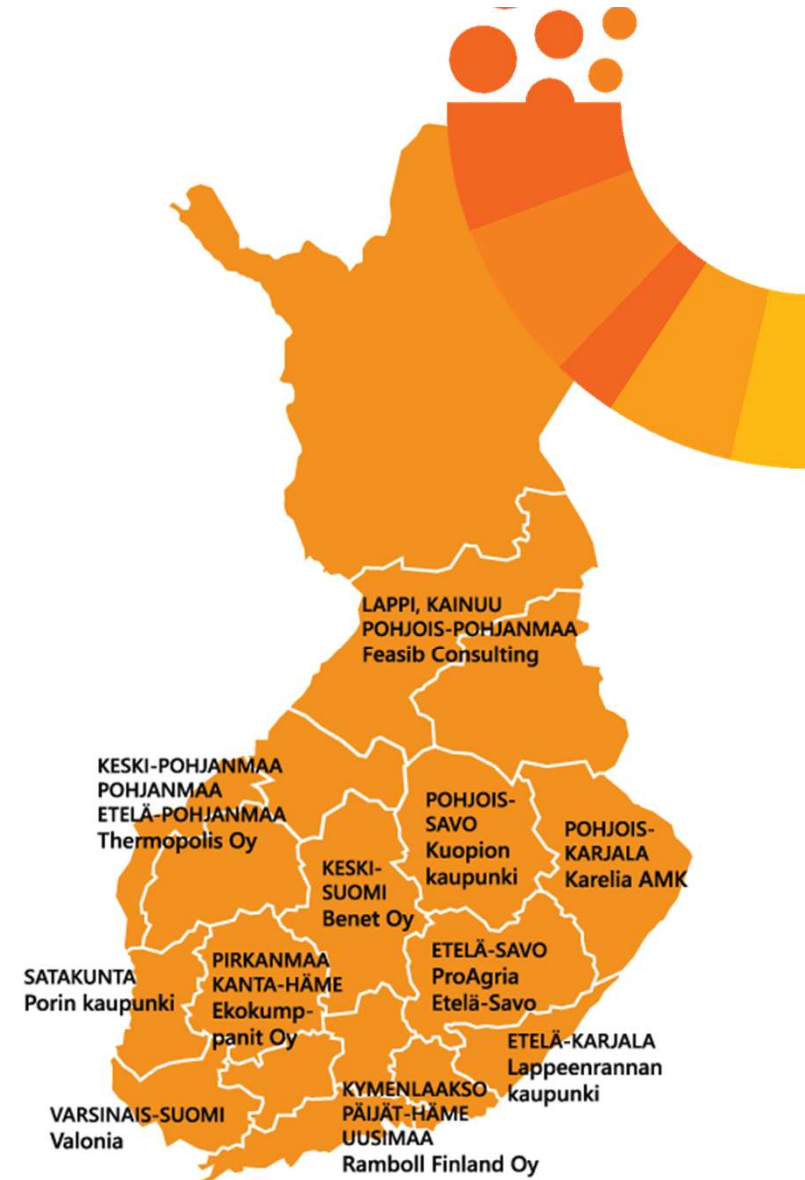 LAPPI, KAINUU
POHJOIS-POHJANMAA
Feasib Consulting
KESKI-POHJANMAA
POHJANMAA
ETELÄ-POHJANMAA
Thermopolis Oy
POHJOIS-
SAVO
Kuopion
kaupunki
POHJOIS-
KARJALA
Karelia AMK
KESKI-
SUOMI
Benet Oy
ETELÄ-SAVO
ProAgria
Etelä-Savo
PIRKANMAA
KANTA-HÄME
Ekokump-
panit Oy
SATAKUNTA
Porin kaupunki
ETELÄ-KARJALA
Lappeenrannan
kaupunki
KYMENLAAKSO
PÄIJÄT-HÄME
UUSIMAA
Ramboll Finland Oy
VARSINAIS-SUOMI
Valonia